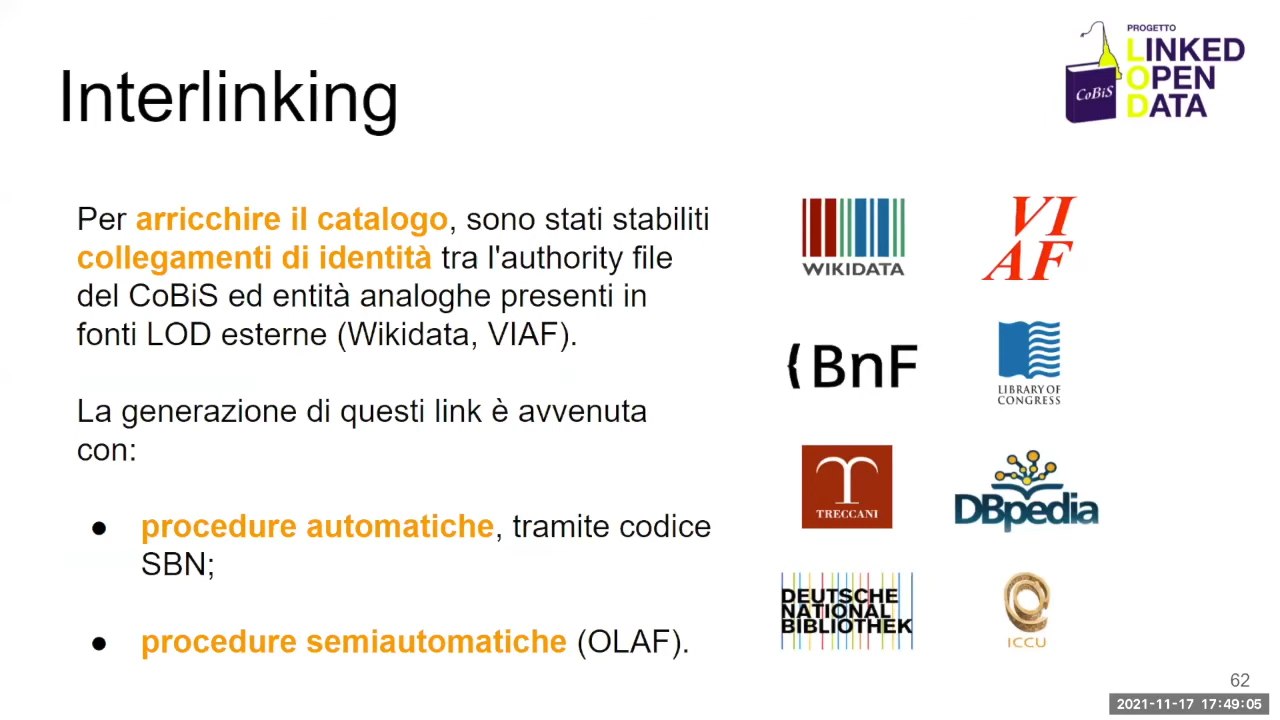 PROGETTO
LINKED
OPEN
DATA
CoBiS
Interlinking
Per arricchire il catalogo, sono stati stabiliti
collegamenti di identità tra l'authority file
del CoBiS ed entità analoghe presenti in
fonti LOD esterne (Wikidata, VIAF).
La generazione di questi link è avvenuta
con:
● procedure automatiche, tramite codice
SBN;
● procedure semiautomatiche (OLAF).
WIKIDATA
VI
AF
{BnF
LIBRARY OF
CONGRESS
TRECCANI
DBpedia
DEUTSCHE
NATIONAL
BIBLIOTHEK
ICCU
62
2021-11-17 17:49:05